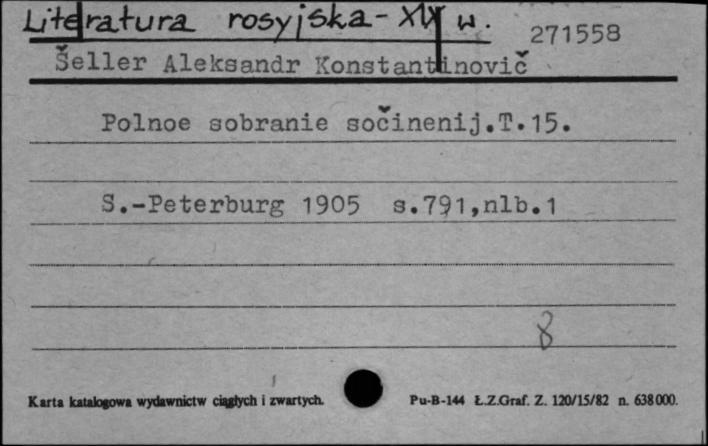 Literatura rosyjska - XIX w.
271558
Šeller Aleksandr Konstantinovič
Polnoe sobranie sočinenij.T.15.
S.-Peterburg 1905 s.791,nlb.1
8
Karta katalogowa wydawnictw ciągłych i zwartych. Pu-B-144 Ł.Z.Graf. Z. 120/15/82 n. 638000.